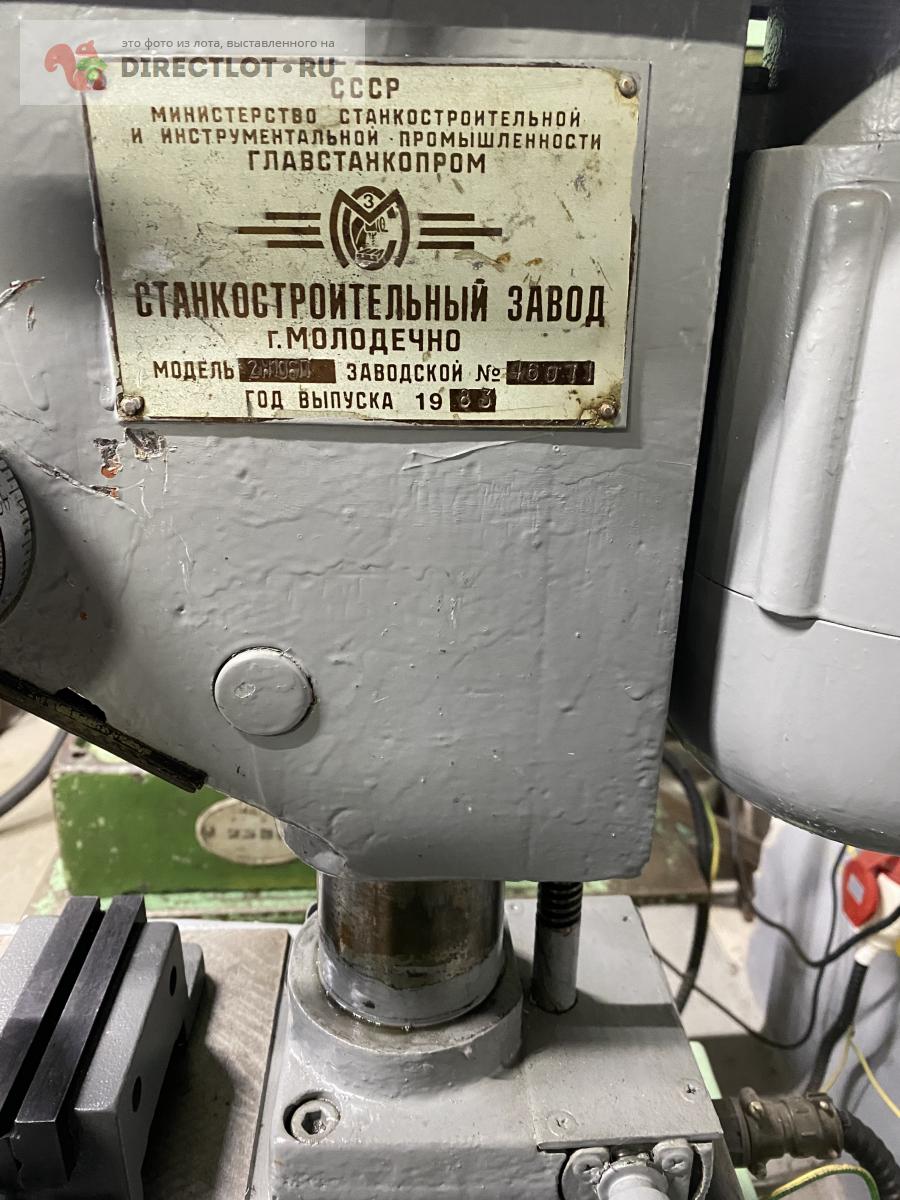 это фото из лота, выставленного на
DIRECTLOT.RU
СССР
МИНИСТЕРСТВО СТАНКОСТРОИТЕЛЬНОЙ
И ИНСТРУМЕНТАЛЬНОЙ ПРОМЫШЛЕННОСТИ
ГЛАВСТАНКОПРОМ
СТАНКОСТРОИТЕЛЬНЫЙ ЗАВОД
г. МОЛОДЕЧНО
МОДЕЛЬ ЗАВОДСКОЙ №
ГОД ВЫПУСКА 1983